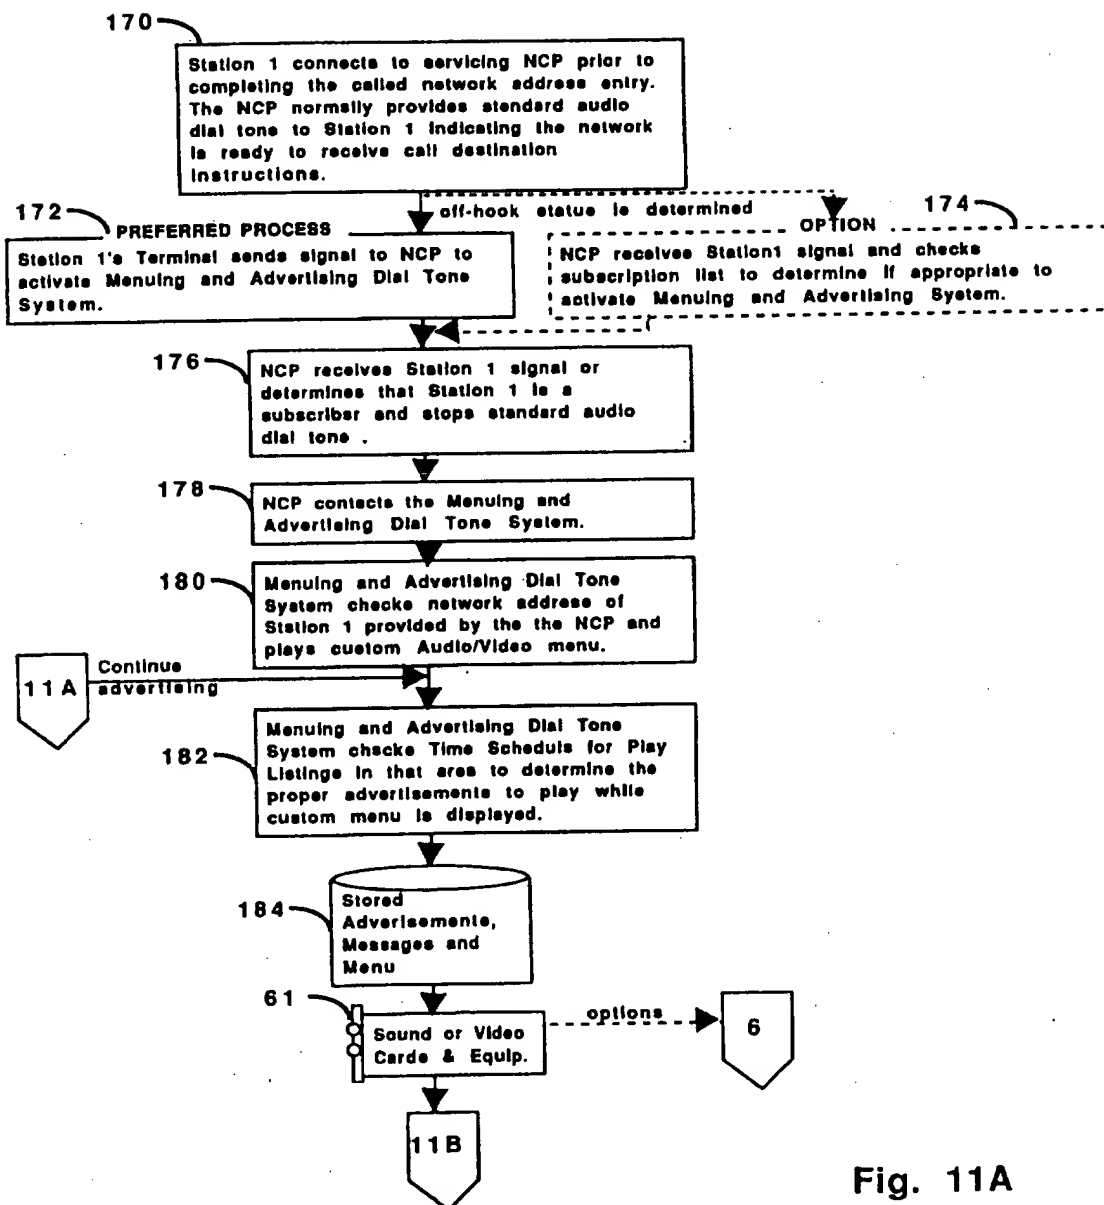 170
Station 1 connects to servicing NCP prior to
completing the called network address entry.
The NCP normally provides standard audio
dial tone to Station 1 indicating the network
is ready to receive call destination
instructions.
off-hook status is determined
172
PREFERRED PROCESS
Station 1's Terminal sends signal to NCP to
activate Menuing and Advertising Dial Tone
System.
174
OPTION
NCP receives Station1 signal and checks
subscription list to determine if appropriate to
activate Menuing and Advertising System.
176
NCP receives Station 1 signal or
determines that Station 1 is a
subscriber and stops standard audio
dial tone .
178
NCP contacts the Menuing and
Advertising Dial Tone System.
180
Menuing and Advertising Dial Tone
System checks network address of
Station 1 provided by the the NCP and
plays custom Audio/Video menu.
11A
Continue
advertising
182
Menuing and Advertising Dial Tone
System checks Time Schedule for Play
Listings in that area to determine the
proper advertisements to play while
custom menu is displayed.
184
Stored
Adverisements,
Messages and
Menu
61
Sound or Video
Cards & Equip.
options
6
11B
Fig. 11A